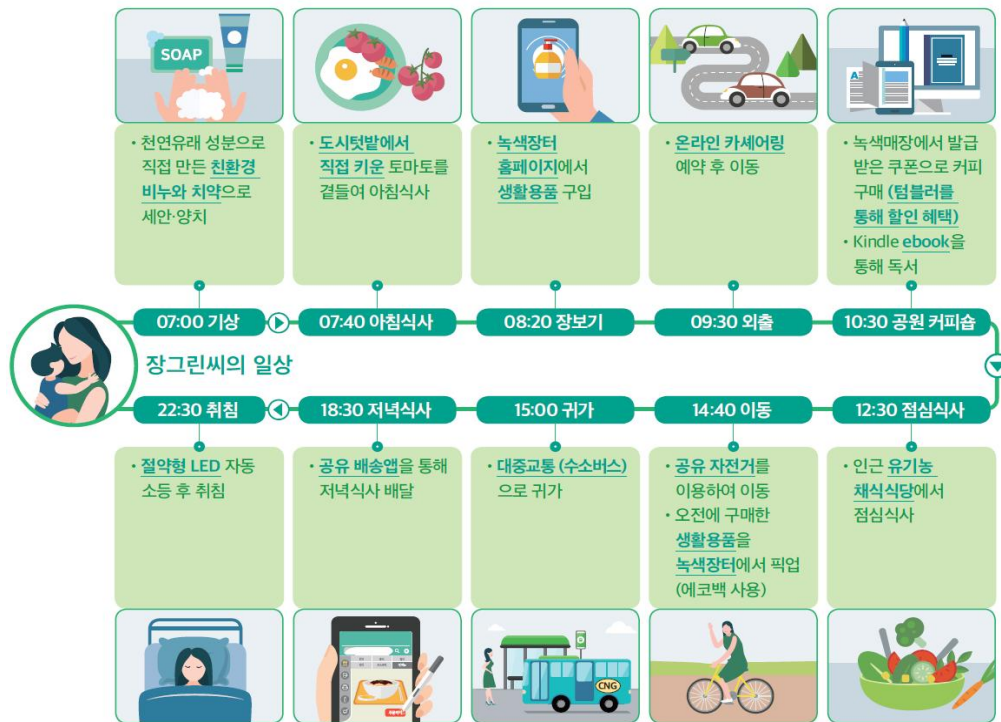 SOAP
• 천연유래 성분으로
직접 만든 친환경
비누와 치약으로
세안·양치
• 도시텃밭에서
직접 키운 토마토를
곁들여 아침식사
• 녹색장터
홈페이지에서
생활용품 구입
• 온라인 카셰어링
예약 후 이동
• 녹색매장에서 발급
받은 쿠폰으로 커피
구매 (텀블러를
통해 할인 혜택)
• Kindle ebook을
통해 독서
07:00 기상
07:40 아침식사
08:20 장보기
09:30 외출
10:30 공원 커피숍
장그린씨의 일상
22:30 취침
18:30 저녁식사
15:00 귀가
14:40 이동
12:30 점심식사
• 절약형 LED 자동
소등 후 취침
• 공유 배송앱을 통해
저녁식사 배달
• 대중교통 (수소버스)
으로 귀가
• 공유 자전거를
이용하여 이동
• 오전에 구매한
생활용품을
녹색장터에서 픽업
(에코백 사용)
• 인근 유기농
채식식당에서
점심식사
CNG